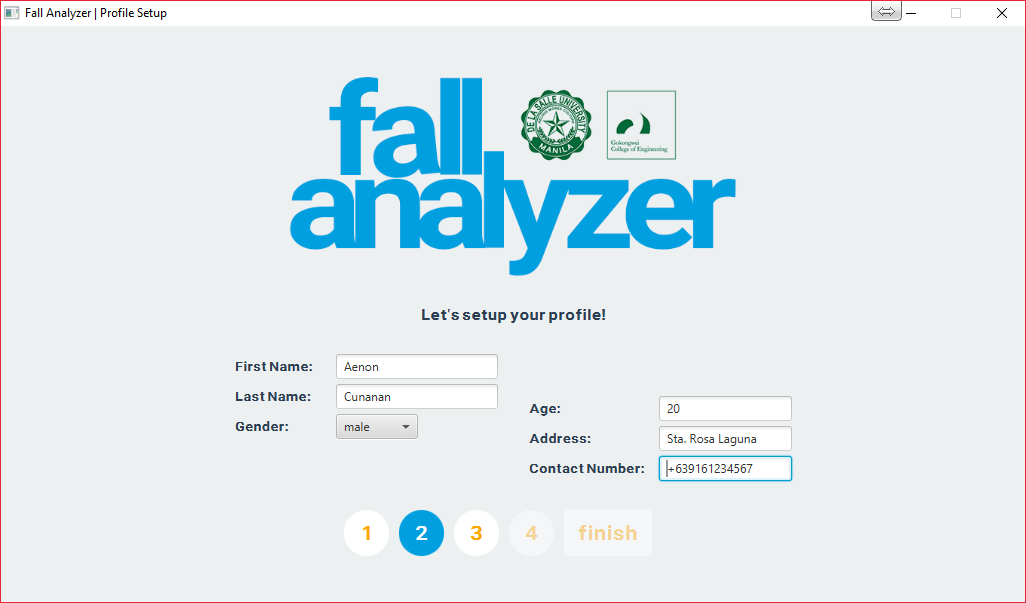 Fall Analyzer | Profile Setup
fall
analyzer
DE LA SALLE UNIVERSITY
MANILA
Gokongwei
College of Engineering
Let's setup your profile!
First Name: Aenon
Last Name: Cunanan
Gender: male
Age: 20
Address: Sta. Rosa Laguna
Contact Number: +639161234567
1 2 3 4 finish